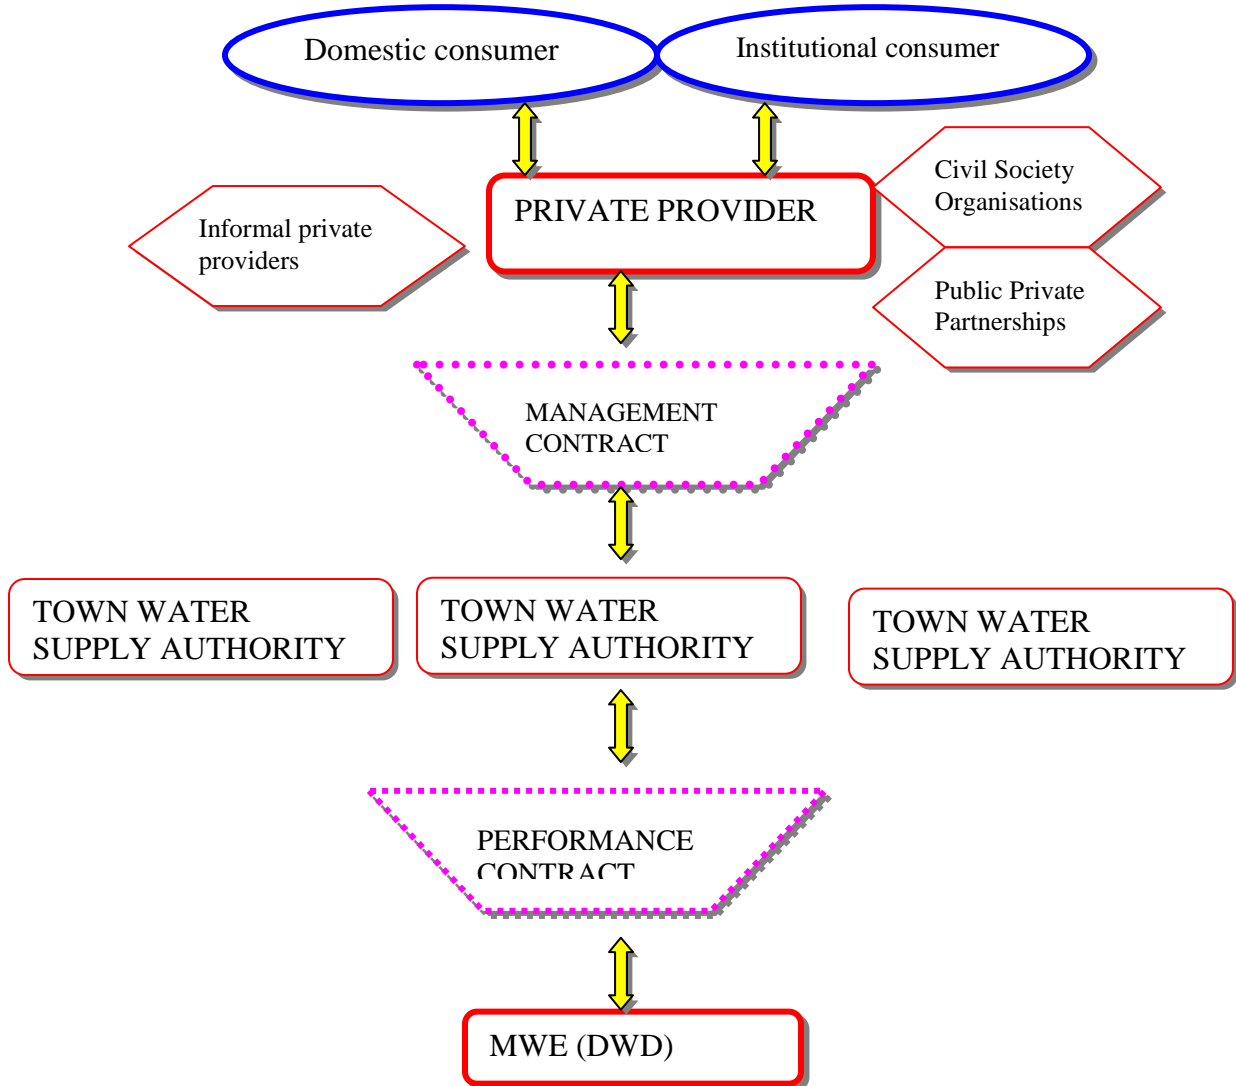 Domestic consumer
Institutional consumer
PRIVATE PROVIDER
Civil Society
Organisations
Informal private
providers
Public Private
Partnerships
MANAGEMENT
CONTRACT
TOWN WATER
SUPPLY AUTHORITY
TOWN WATER
SUPPLY AUTHORITY
TOWN WATER
SUPPLY AUTHORITY
PERFORMANCE
CONTRACT
MWE (DWD)